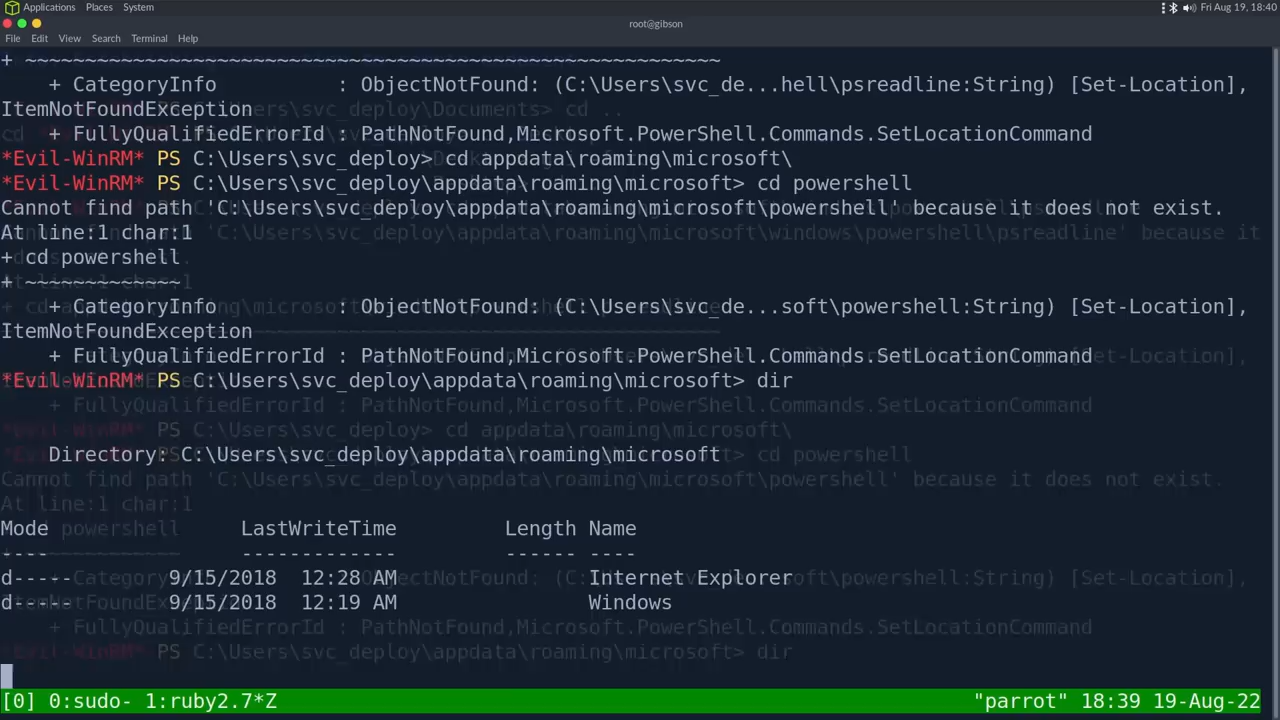 Applications Places System
Fri Aug 19, 18:40
root@gibson
File Edit View Search Terminal Help
+ ~~~~~~~~~~~~~~~~~~~~~~~~~~~~~~~~~~~~~~~~~~~~~~~~~~~~~~~~~~
+ CategoryInfo : ObjectNotFound: (C:\Users\svc_de...hell\psreadline:String) [Set-Location],
ItemNotFoundException
+ FullyQualifiedErrorId : PathNotFound,Microsoft.PowerShell.Commands.SetLocationCommand
*Evil-WinRM* PS C:\Users\svc_deploy> cd appdata\roaming\microsoft\
*Evil-WinRM* PS C:\Users\svc_deploy\appdata\roaming\microsoft> cd powershell
Cannot find path 'C:\Users\svc_deploy\appdata\roaming\microsoft\powershell' because it does not exist.
At line:1 char:1
+ cd powershell
+ ~~~~~~~~~~~~~
+ CategoryInfo : ObjectNotFound: (C:\Users\svc_de...soft\powershell:String) [Set-Location],
ItemNotFoundException
+ FullyQualifiedErrorId : PathNotFound,Microsoft.PowerShell.Commands.SetLocationCommand
*Evil-WinRM* PS C:\Users\svc_deploy\appdata\roaming\microsoft> dir
Directory: C:\Users\svc_deploy\appdata\roaming\microsoft
Mode LastWriteTime Length Name
---- ------------- ------ ----
d----- 9/15/2018 12:28 AM Internet Explorer
d----- 9/15/2018 12:19 AM Windows
[0] 0:sudo- 1:ruby2.7*Z "parrot" 18:39 19-Aug-22